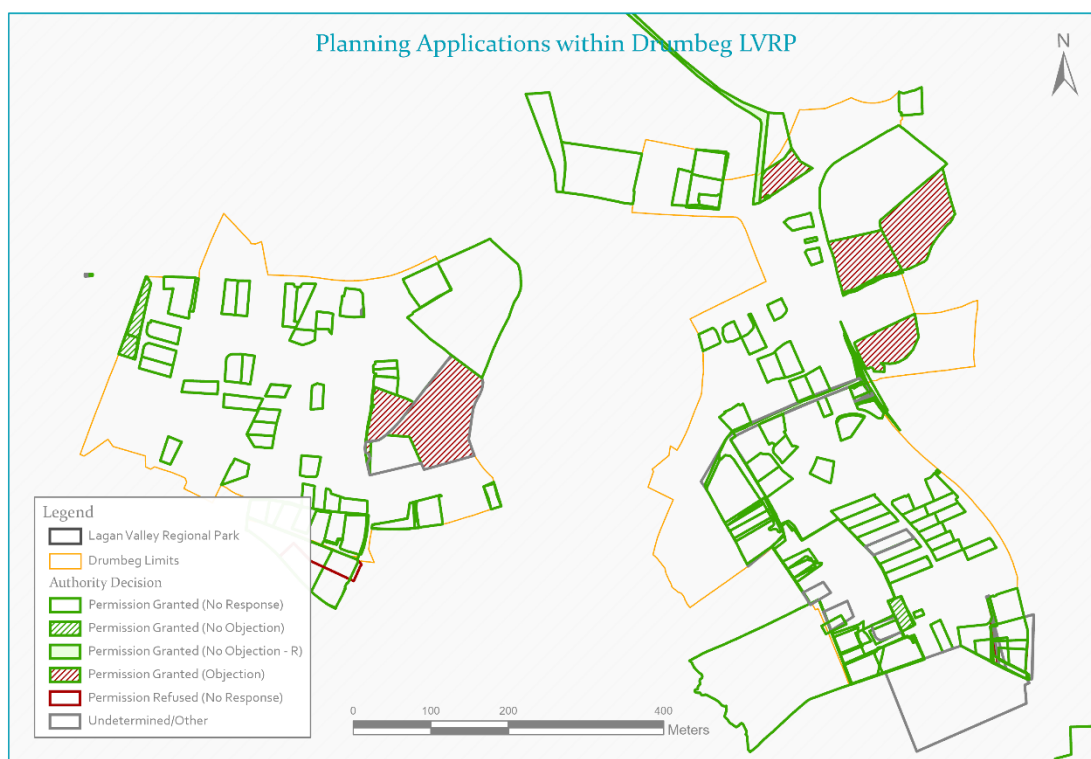 Planning Applications within Drumbeg LVRP
N
Legend
Lagan Valley Regional Park
Drumbeg Limits
Authority Decision
Permission Granted (No Response)
Permission Granted (No Objection)
Permission Granted (No Objection - R)
Permission Granted (Objection)
Permission Refused (No Response)
Undetermined/Other
0 100 200 400
Meters